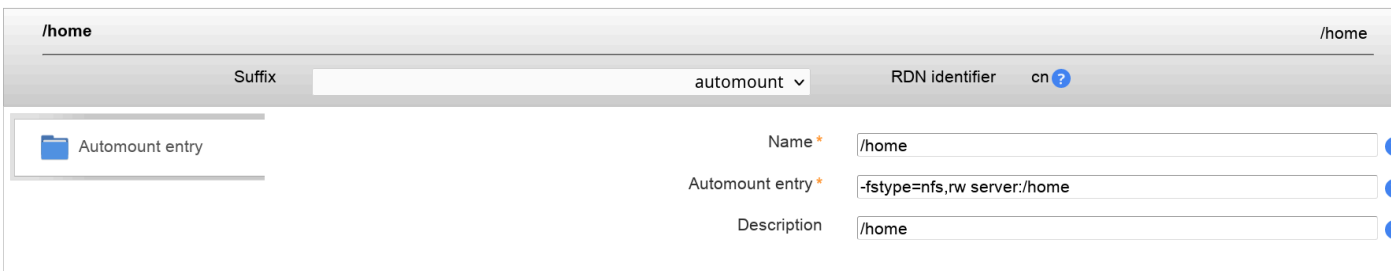 /home /home
Suffix automount RDN identifier cn ?
Automount entry
Name * /home
Automount entry * -fstype=nfs,rw server:/home
Description /home